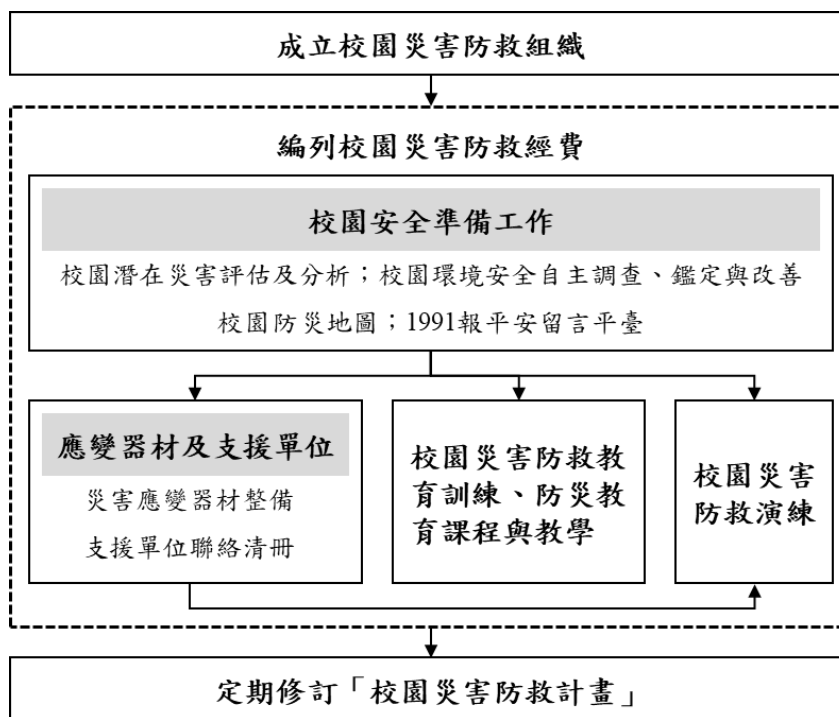 成立校園災害防救組織
編列校園災害防救經費
校園安全準備工作
校園潛在災害評估及分析；校園環境安全自主調查、鑑定與改善
校園防災地圖；1991報平安留言平臺
應變器材及支援單位
災害應變器材整備
支援單位聯絡清冊
校園災害防救教
育訓練、防災教
育課程與教學
校園災害
防救演練
定期修訂「校園災害防救計畫」